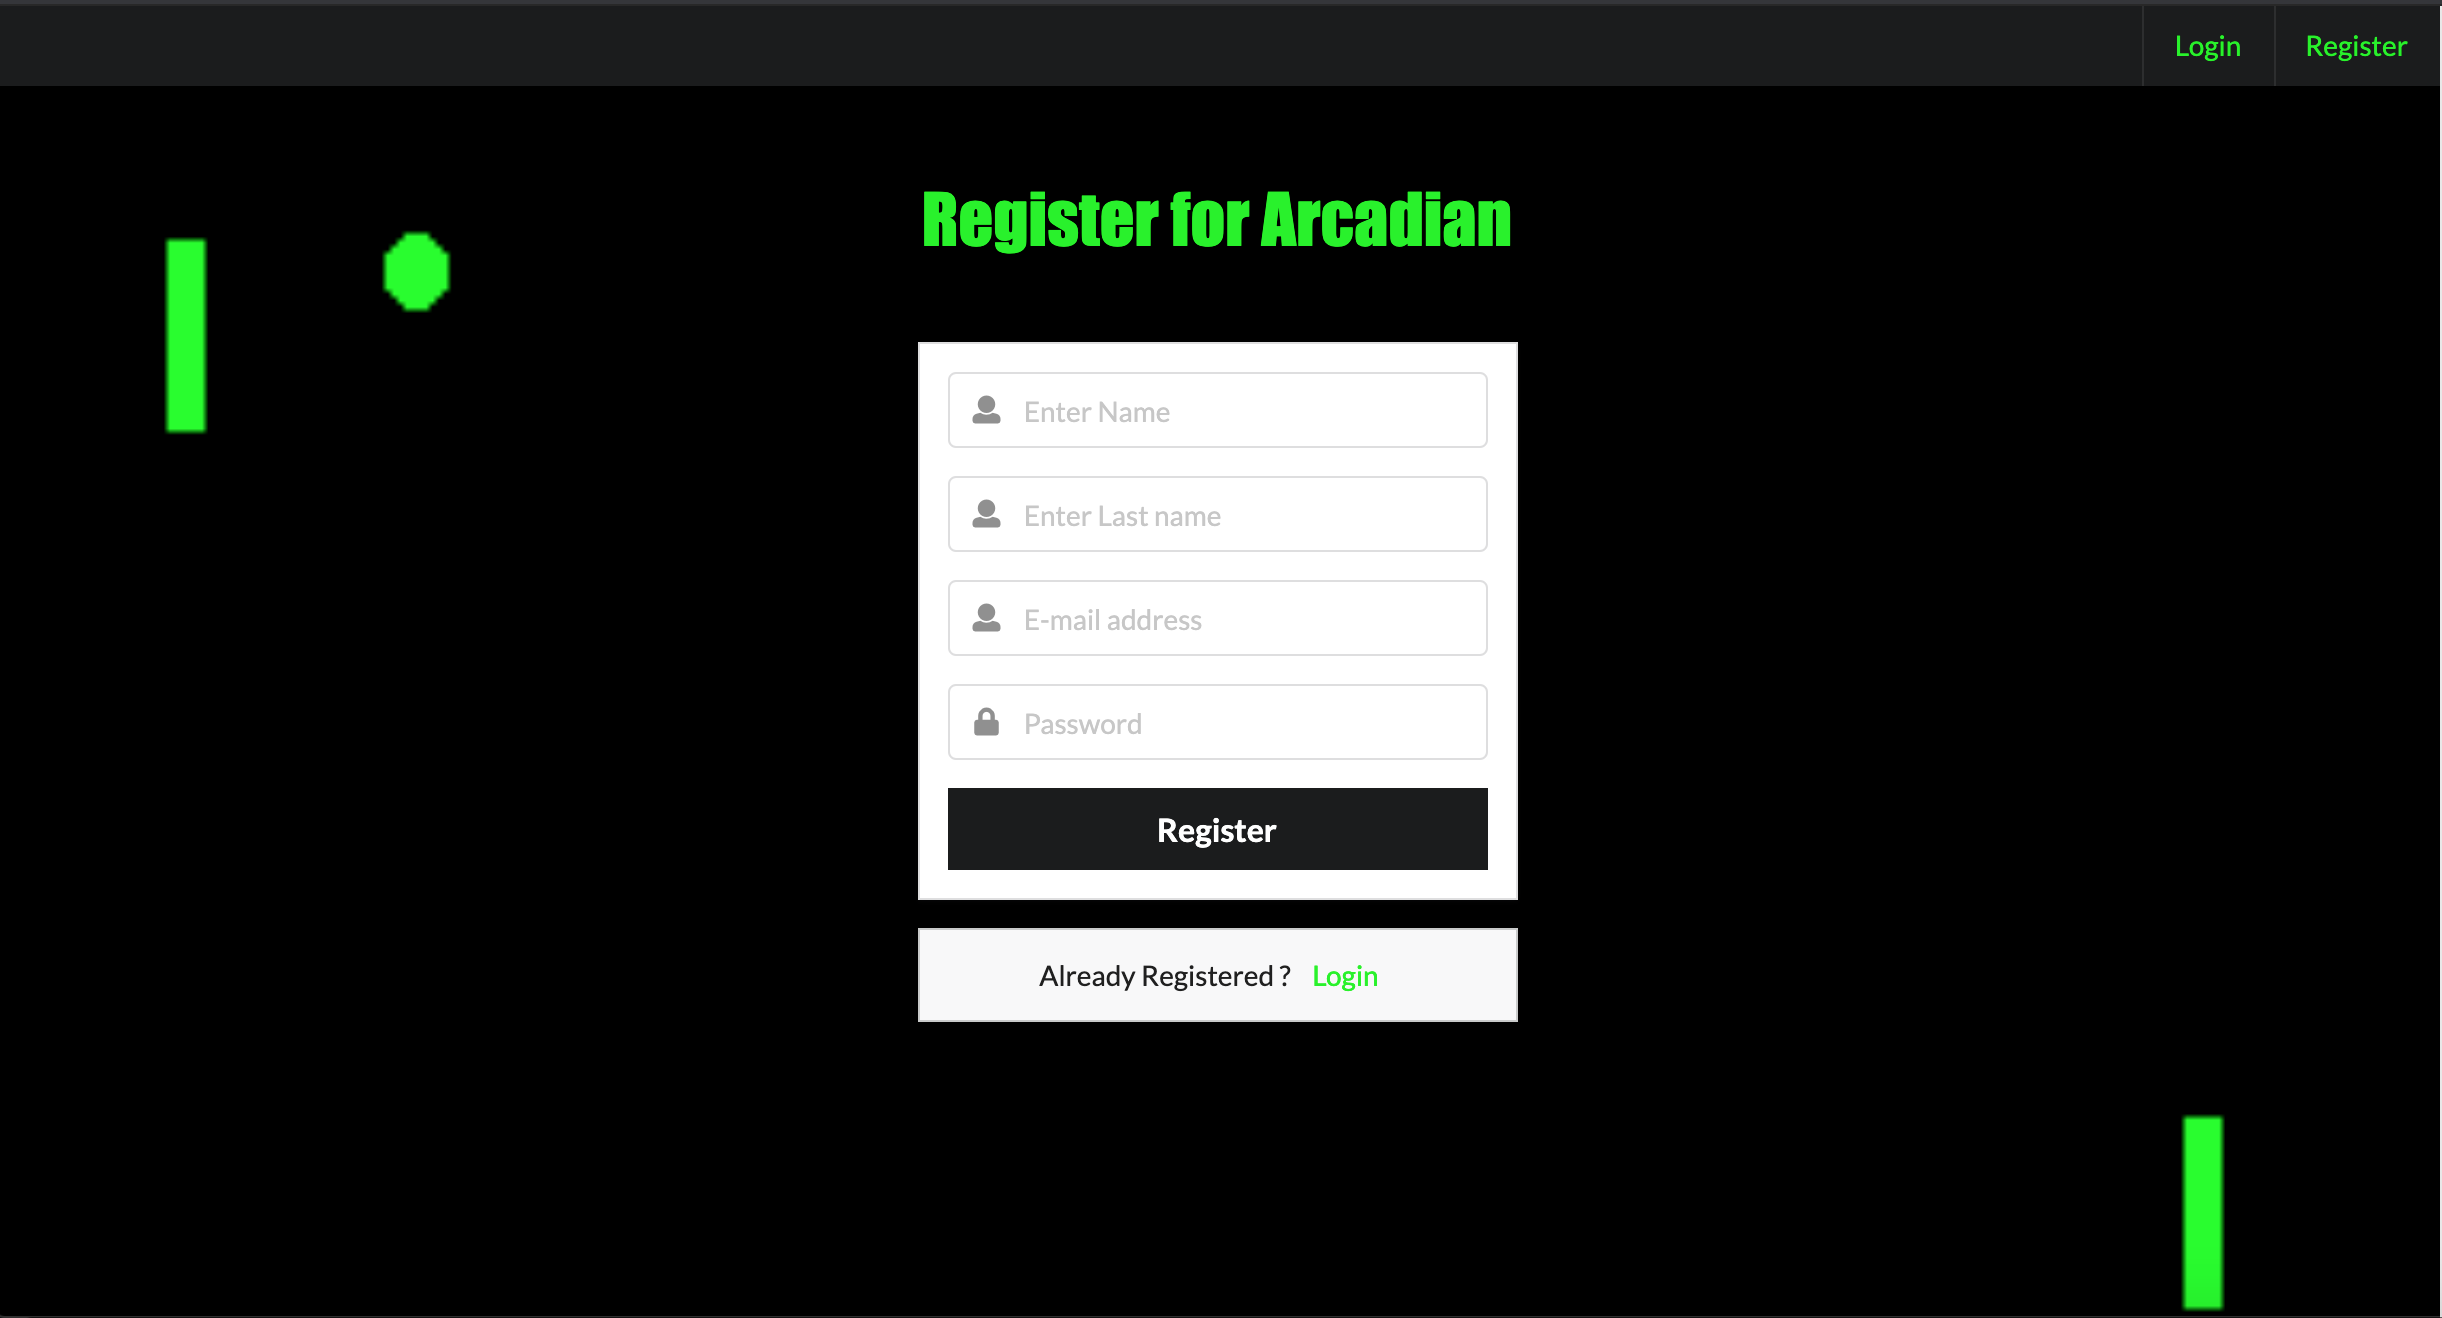 Login Register
Register for Arcadian
Enter Name
Enter Last name
E-mail address
Password
Register
Already Registered ? Login